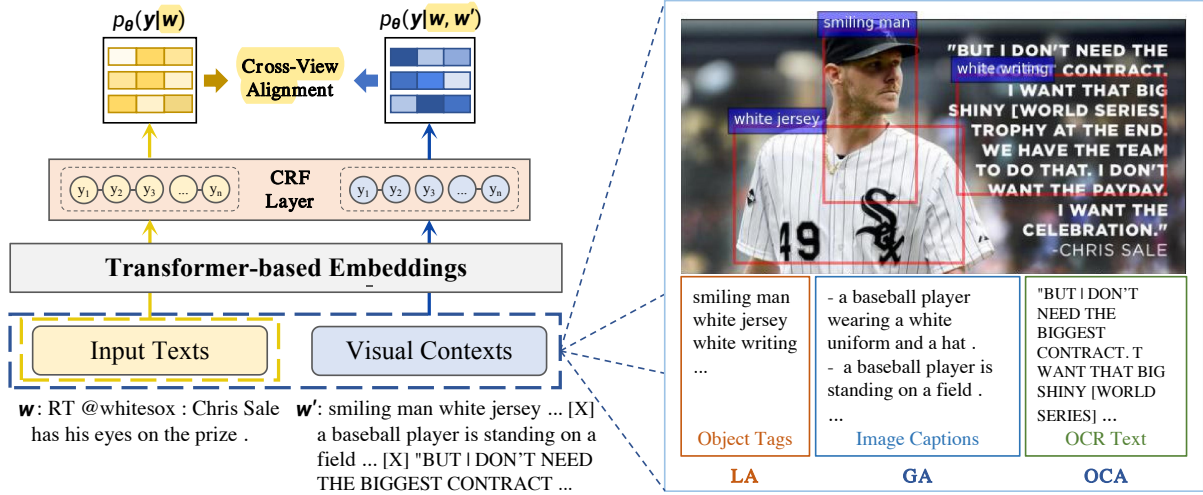 pθ(y|w)
pθ(y|w, w')
Cross-View
Alignment
y1 y2 y3 ... yn
CRF
Layer
y1 y2 y3 ... yn
Transformer-based Embeddings
Input Texts
Visual Contexts
w: RT @whitesox : Chris Sale
has his eyes on the prize .
w': smiling man white jersey ... [X]
a baseball player is standing on a
field ... [X] "BUT I DON'T NEED
THE BIGGEST CONTRACT ...
smiling man
white writing
white jersey
"BUT I DON'T NEED THE
CONTRACT.
I WANT THAT BIG
SHINY [WORLD SERIES]
TROPHY AT THE END.
WE HAVE THE TEAM
TO DO THAT. I DON'T
WANT THE PAYDAY.
I WANT THE
CELEBRATION."
-CHRIS SALE
Sox
49
smiling man
white jersey
white writing
...
Object Tags
- a baseball player
wearing a white
uniform and a hat .
- a baseball player is
standing on a field .
...
Image Captions
"BUT I DON'T
NEED THE
BIGGEST
CONTRACT. T
WANT THAT BIG
SHINY [WORLD
SERIES] ...
OCR Text
LA
GA
OCA